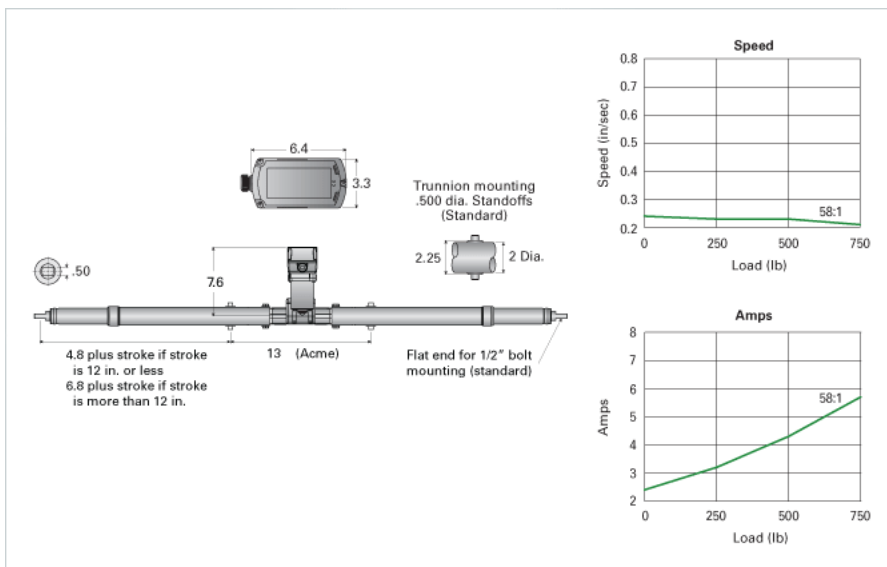 6.4
3.3
Trunnion mounting
.500 dia. Standoffs
(Standard)
2.25
2 Dia.
.50
7.6
4.8 plus stroke if stroke
is 12 in. or less
6.8 plus stroke if stroke
is more than 12 in.
13 (Acme)
Flat end for 1/2" bolt
mounting (standard)
Speed
Speed (in/sec)
0.8
0.7
0.6
0.5
0.4
0.3
0.2
58:1
0 250 500 750
Load (lb)
Amps
Amps
8
7
6
5
4
3
2
58:1
0 250 500 750
Load (lb)